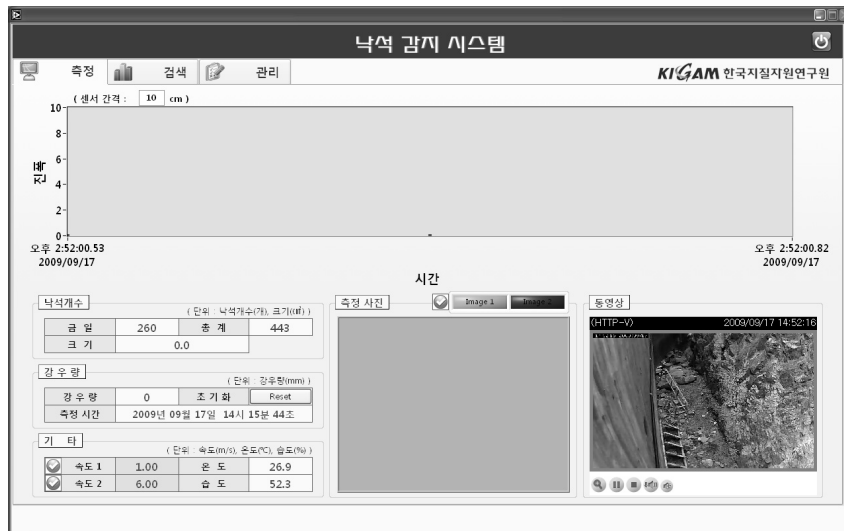 낙석 감지 시스템
측정 검색 관리 KIGAM 한국지질자원연구원
( 센서 간격 : 10 cm )
10
8
6
진폭
4
2
0
오후 2:52:00.53 오후 2:52:00.82
2009/09/17 2009/09/17
시간
낙석개수 측정 사진 Image 1 Image 2 동영상
( 단위 : 낙석개수(개), 크기(㎡) )
금 일 260 총 계 443
크 기 0.0
(HTTP-V) 2009/09/17 14:52:16
강 우 량
( 단위 : 강우량(mm) )
강 우 량 0 초 기 화 Reset
측정 시간 2009년 09월 17일 14시 15분 44초
기 타
( 단위 : 속도(m/s), 온도(℃), 습도(%) )
속도 1 1.00 온 도 26.9
속도 2 6.00 습 도 52.3